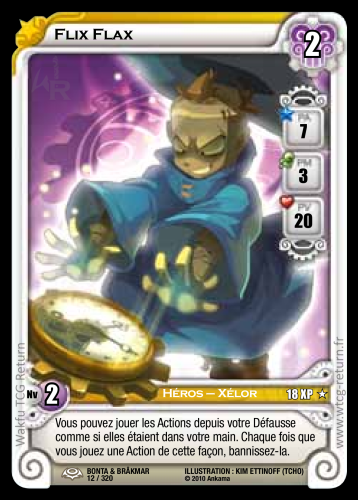 Flix Flax
2
PA
7
PM
3
PV
20
Wakfu TCG Return
www.wtcg-return.fr
Nv 2
Héros – Xélor
18 XP
Vous pouvez jouer les Actions depuis votre Défausse
comme si elles étaient dans votre main. Chaque fois que
vous jouez une Action de cette façon, bannissez-la.
BONTA & BRÂKMAR
12 / 320
ILLUSTRATION : KIM ETTINOFF (TCHO)
© 2010 Ankama